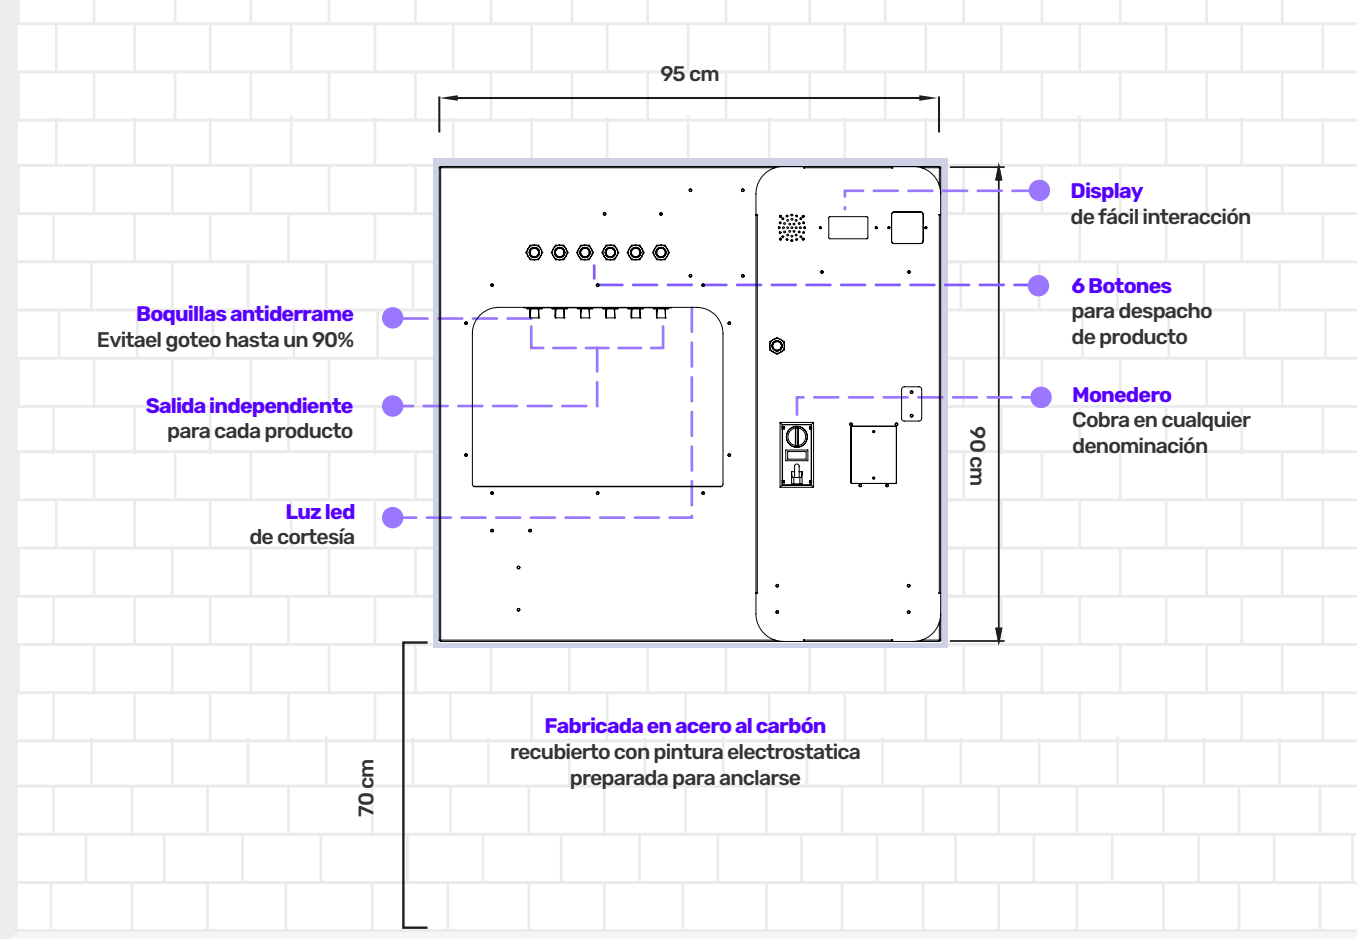 95 cm
Display
de fácil interacción
6 Botones
para despacho
de producto
Boquillas antiderrame
Evitael goteo hasta un 90%
Monedero
Cobra en cualquier
denominación
Salida independiente
para cada producto
90 cm
Luz led
de cortesía
Fabricada en acero al carbón
recubierto con pintura electrostatica
preparada para anclarse
70 cm